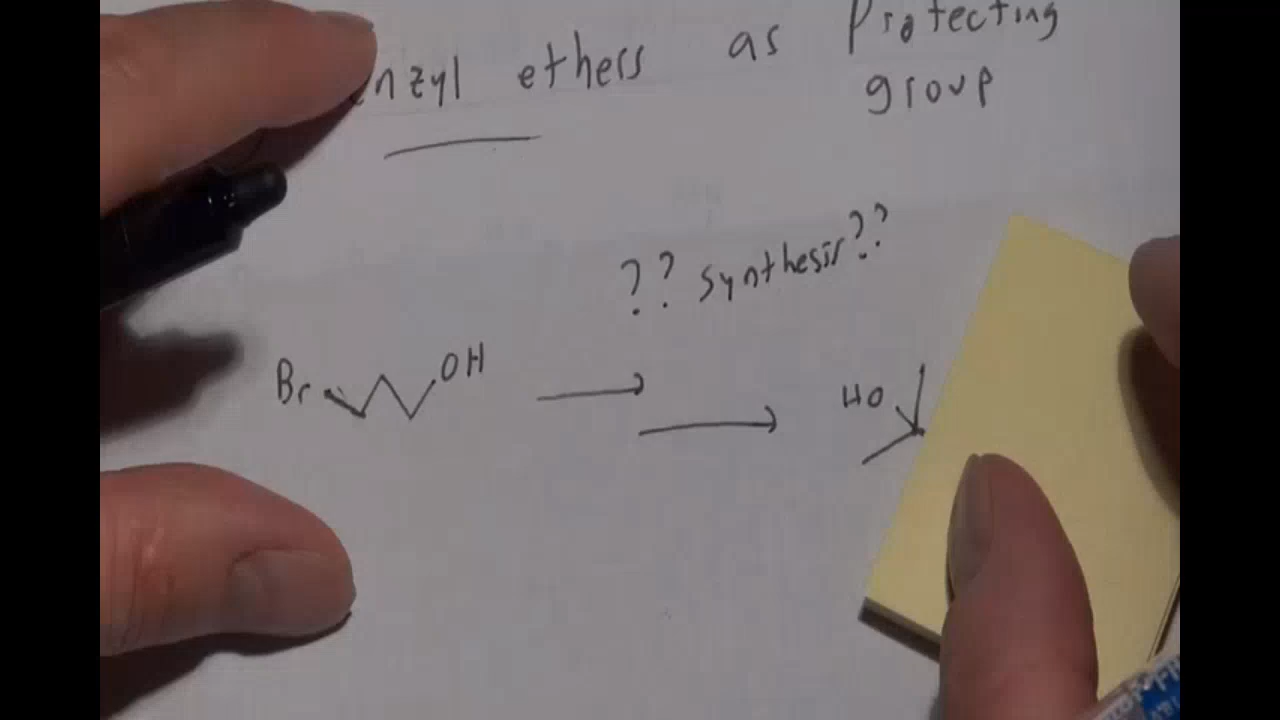 enzyl ethers as Protecting
group
?? synthesis??
Br OH
HO